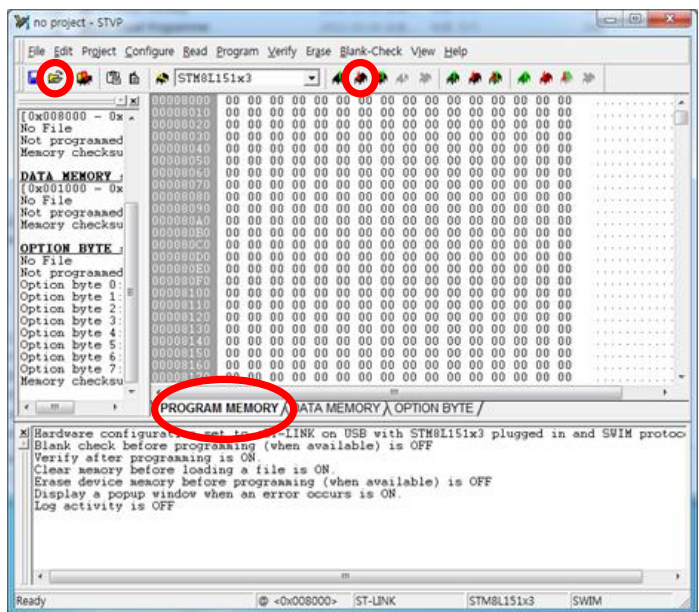 no project - STVP
File Edit Project Configure Read Program Verify Erase Blank-Check View Help
STM8L151x3
[0x008000 - 0x
No File
Not programmed
Memory checksu
DATA MEMORY :
[0x001000 - 0x
No File
Not programmed
Memory checksu
OPTION BYTE :
No File
Not programmed
Option byte 0:
Option byte 1:
Option byte 2:
Option byte 3:
Option byte 4:
Option byte 5:
Option byte 6:
Option byte 7:
Memory checksu
00008000 00 00 00 00 00 00 00 00 00 00 00 00 00 00 00 00 ................
00008010 00 00 00 00 00 00 00 00 00 00 00 00 00 00 00 00 ................
00008020 00 00 00 00 00 00 00 00 00 00 00 00 00 00 00 00 ................
00008030 00 00 00 00 00 00 00 00 00 00 00 00 00 00 00 00 ................
00008040 00 00 00 00 00 00 00 00 00 00 00 00 00 00 00 00 ................
00008050 00 00 00 00 00 00 00 00 00 00 00 00 00 00 00 00 ................
00008060 00 00 00 00 00 00 00 00 00 00 00 00 00 00 00 00 ................
00008070 00 00 00 00 00 00 00 00 00 00 00 00 00 00 00 00 ................
00008080 00 00 00 00 00 00 00 00 00 00 00 00 00 00 00 00 ................
00008090 00 00 00 00 00 00 00 00 00 00 00 00 00 00 00 00 ................
000080A0 00 00 00 00 00 00 00 00 00 00 00 00 00 00 00 00 ................
000080B0 00 00 00 00 00 00 00 00 00 00 00 00 00 00 00 00 ................
000080C0 00 00 00 00 00 00 00 00 00 00 00 00 00 00 00 00 ................
000080D0 00 00 00 00 00 00 00 00 00 00 00 00 00 00 00 00 ................
000080E0 00 00 00 00 00 00 00 00 00 00 00 00 00 00 00 00 ................
000080F0 00 00 00 00 00 00 00 00 00 00 00 00 00 00 00 00 ................
00008100 00 00 00 00 00 00 00 00 00 00 00 00 00 00 00 00 ................
00008110 00 00 00 00 00 00 00 00 00 00 00 00 00 00 00 00 ................
00008120 00 00 00 00 00 00 00 00 00 00 00 00 00 00 00 00 ................
00008130 00 00 00 00 00 00 00 00 00 00 00 00 00 00 00 00 ................
00008140 00 00 00 00 00 00 00 00 00 00 00 00 00 00 00 00 ................
00008150 00 00 00 00 00 00 00 00 00 00 00 00 00 00 00 00 ................
00008160 00 00 00 00 00 00 00 00 00 00 00 00 00 00 00 00 ................
PROGRAM MEMORY DATA MEMORY OPTION BYTE
Hardware configuration set to ST-LINK on USB with STM8L151x3 plugged in and SWIM protoc
Blank check before programming (when available) is OFF
Verify after programming is ON.
Clear memory before loading a file is ON.
Erase device memory before programming (when available) is OFF
Display a popup window when an error occurs is ON.
Log activity is OFF
Ready @ <0x008000> ST-LINK STM8L151x3 SWIM